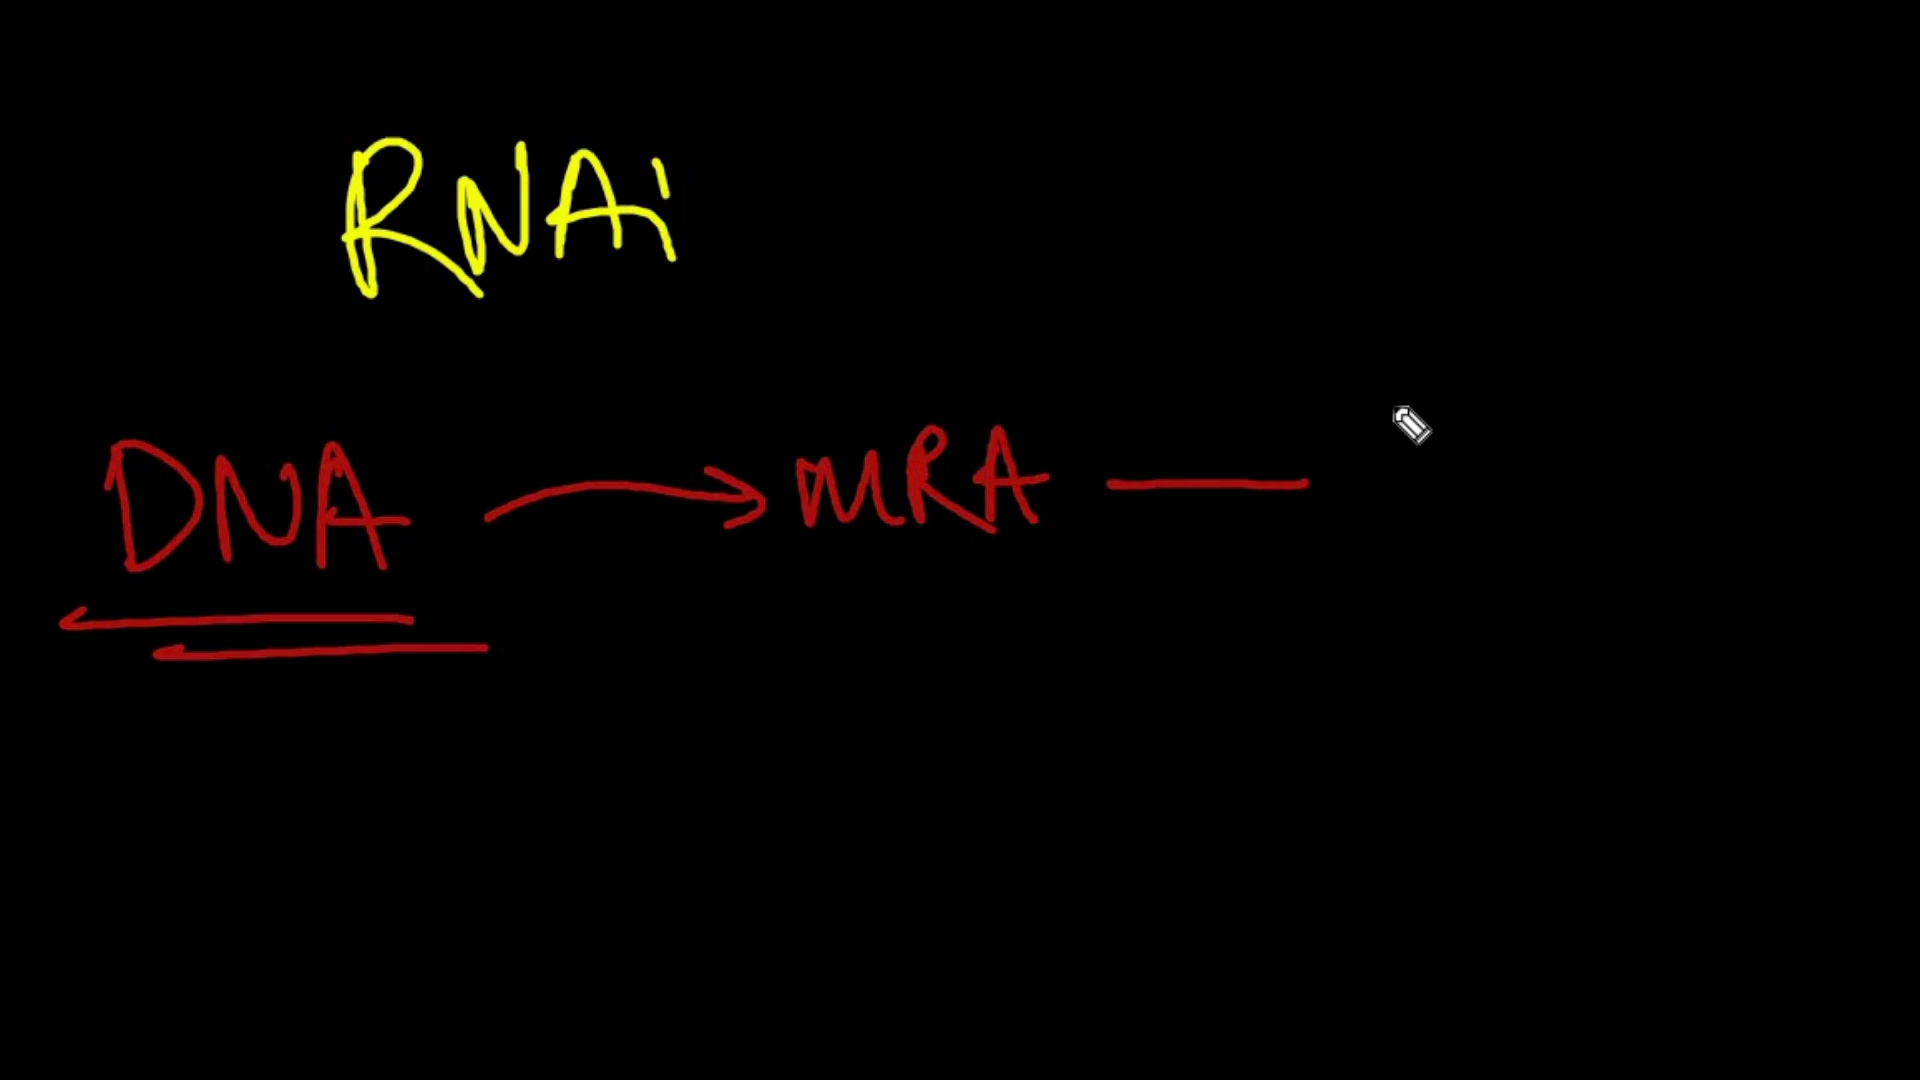 RNAi
DNA → mRA —